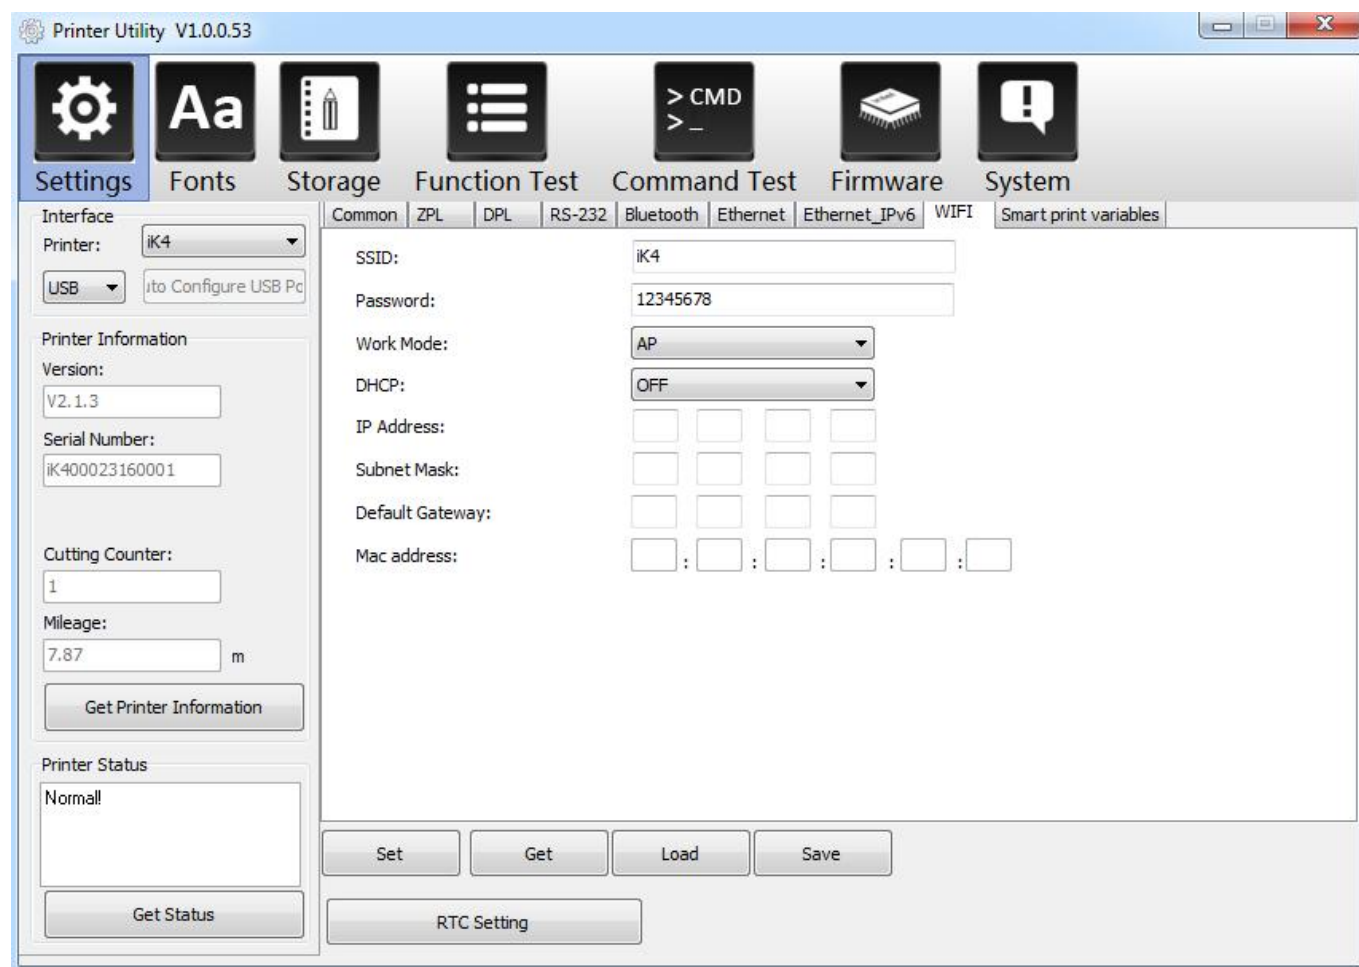 Printer Utility V1.0.0.53
Aa
> CMD
> _
Settings Fonts Storage Function Test Command Test Firmware System
Interface
Printer: iK4
USB ito Configure USB Pc
Printer Information
Version:
V2.1.3
Serial Number:
iK400023160001
Cutting Counter:
1
Mileage:
7.87 m
Get Printer Information
Printer Status
Normal!
Get Status
Common ZPL DPL RS-232 Bluetooth Ethernet Ethernet_IPv6 WIFI Smart print variables
SSID: iK4
Password: 12345678
Work Mode: AP
DHCP: OFF
IP Address:
Subnet Mask:
Default Gateway:
Mac address: : : : : :
Set Get Load Save
RTC Setting